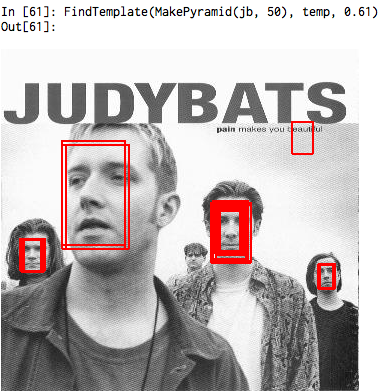 In [61]: FindTemplate(MakePyramid(jb, 50), temp, 0.61)
Out[61]:
JUDYBATS
pain makes you beautiful